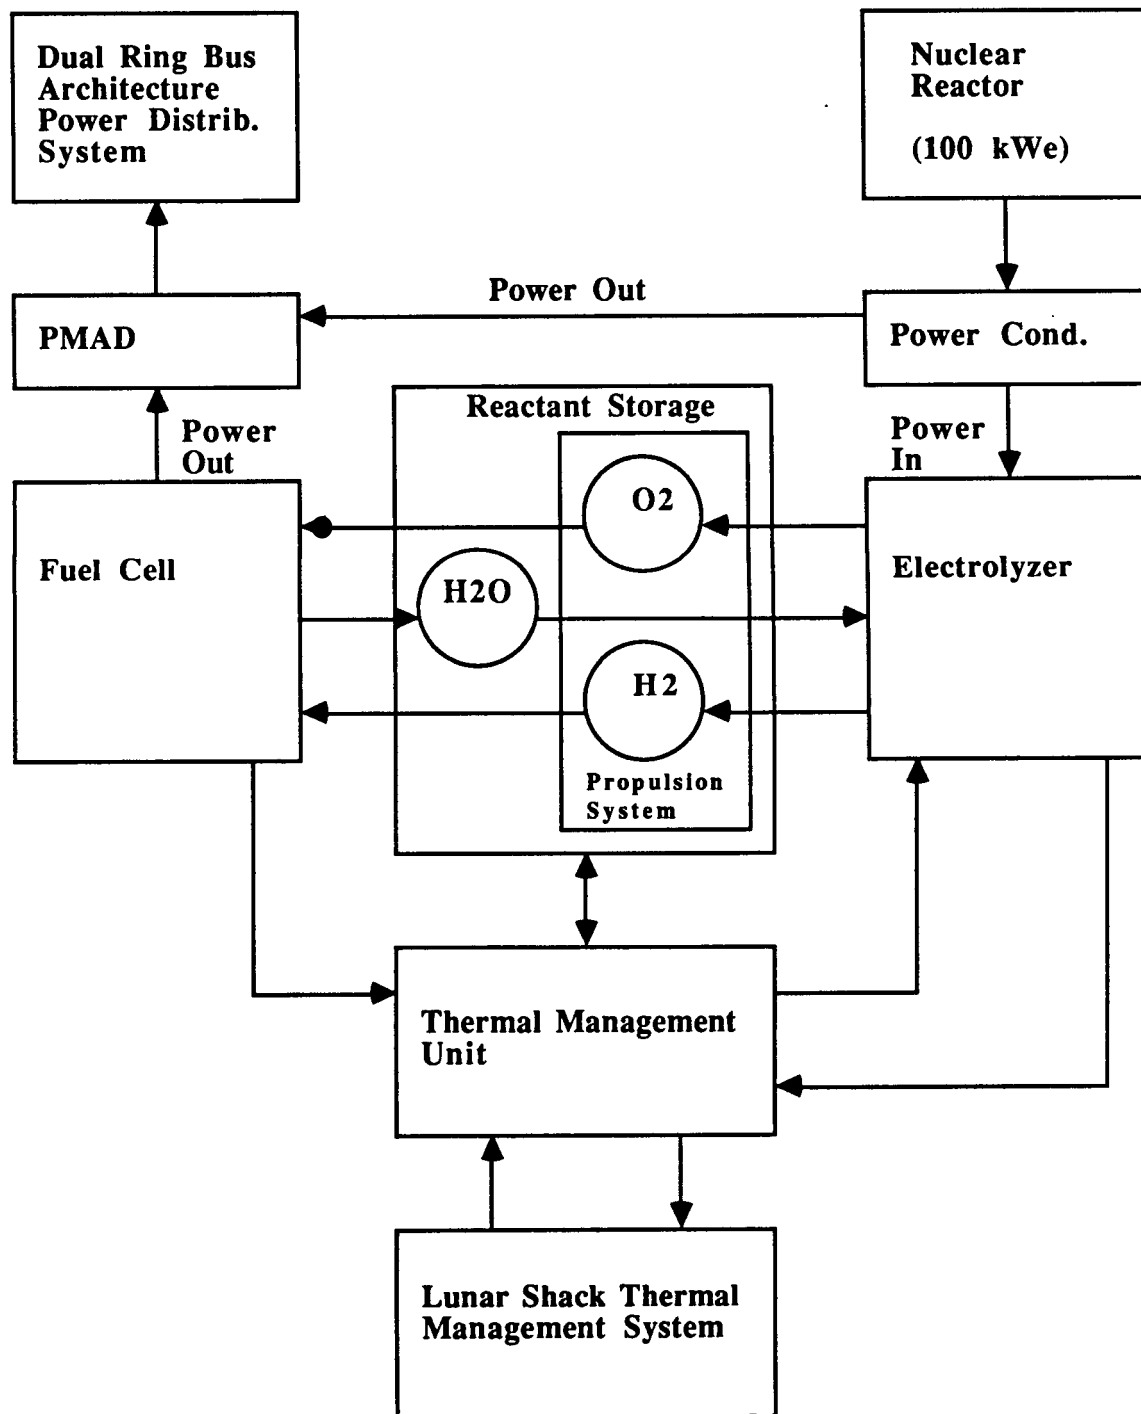 Dual Ring Bus
Architecture
Power Distrib.
System
Nuclear
Reactor
(100 kWe)
Power Out
PMAD
Power Cond.
Reactant Storage
Power
Out
Power
In
O2
Fuel Cell
H2O
Electrolyzer
H2
Propulsion
System
Thermal Management
Unit
Lunar Shack Thermal
Management System